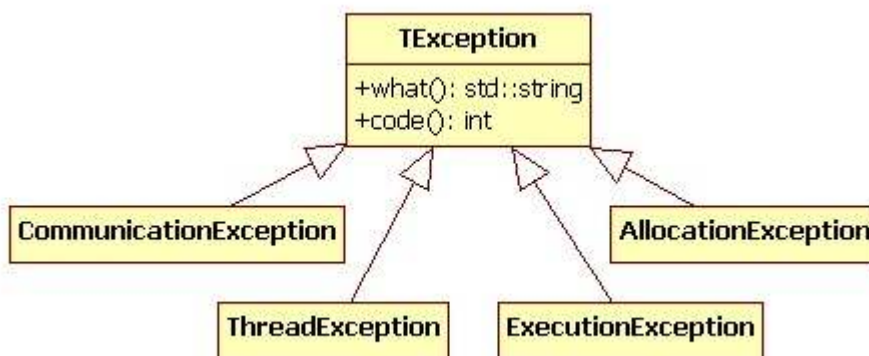 TException
+what(): std::string
+code(): int
CommunicationException
AllocationException
ThreadException
ExecutionException